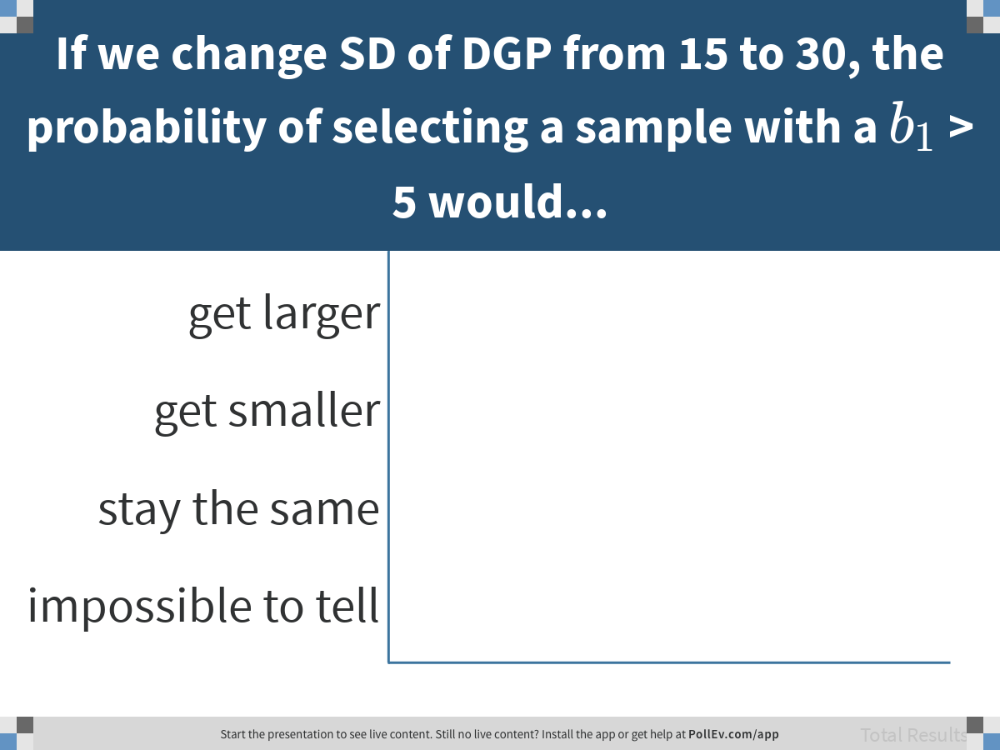 If we change SD of DGP from 15 to 30, the
probability of selecting a sample with a b₁ >
5 would...
get larger
get smaller
stay the same
impossible to tell
Start the presentation to see live content. Still no live content? Install the app or get help at PollEv.com/app
Total Results